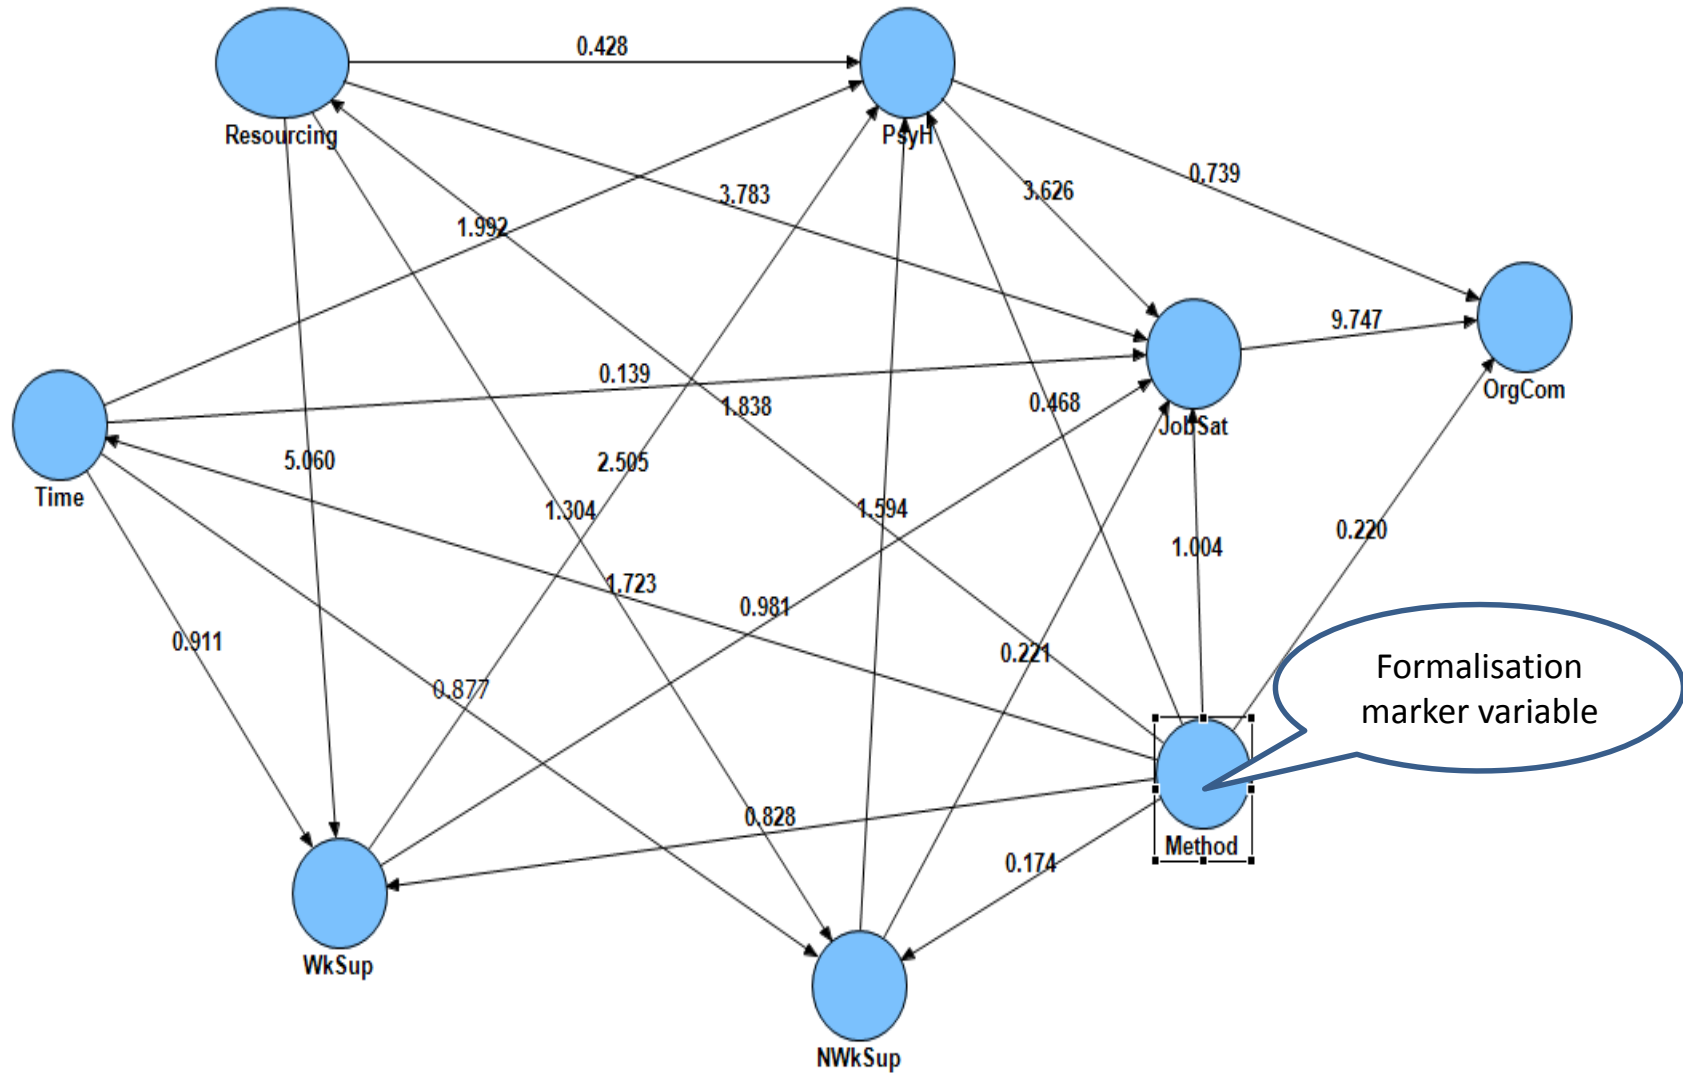 0.428
Resourcing
PsyH
0.739
3.783
3.626
1.992
9.747
0.139
OrgCom
1.838
0.468
JobSat
5.060
2.505
Time
1.304
1.594
0.220
1.004
1.723
0.981
0.911
0.221
Formalisation
marker variable
0.877
0.828
Method
0.174
WkSup
NWkSup